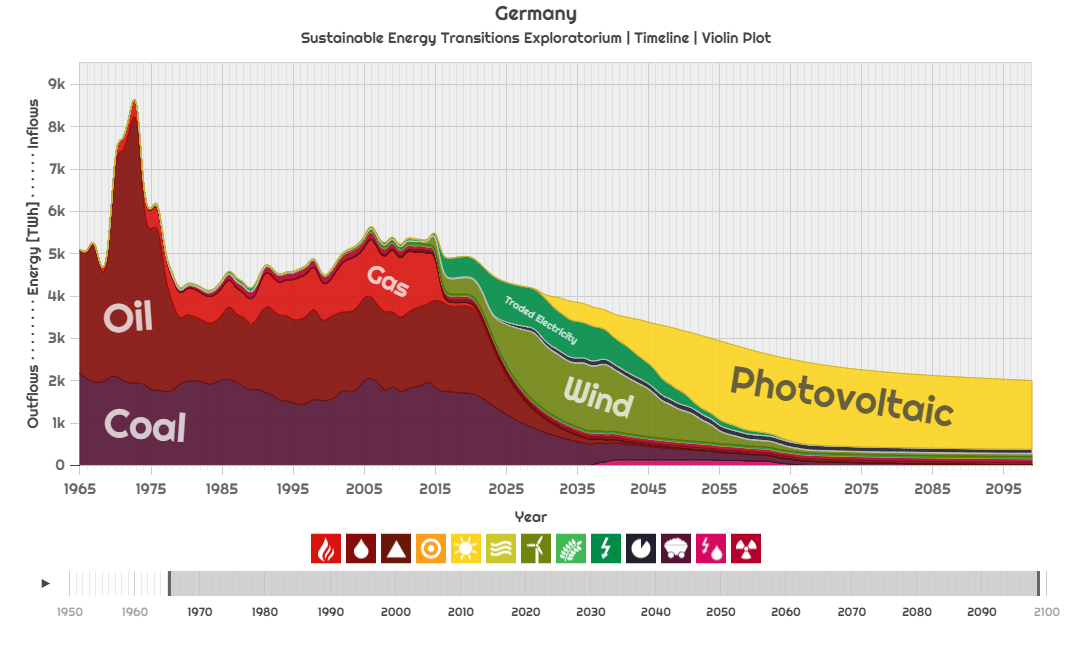 Germany
Sustainable Energy Transitions Exploratorium | Timeline | Violin Plot
Outflows · · · · · · Energy [TWh] · · · · · · Inflows
9k
8k
7k
6k
5k
4k
3k
2k
1k
0
Oil
Gas
Coal
Traded Electricity
Wind
Photovoltaic
1965 1975 1985 1995 2005 2015 2025 2035 2045 2055 2065 2075 2085 2095
Year
1950 1960 1970 1980 1990 2000 2010 2020 2030 2040 2050 2060 2070 2080 2090 2100